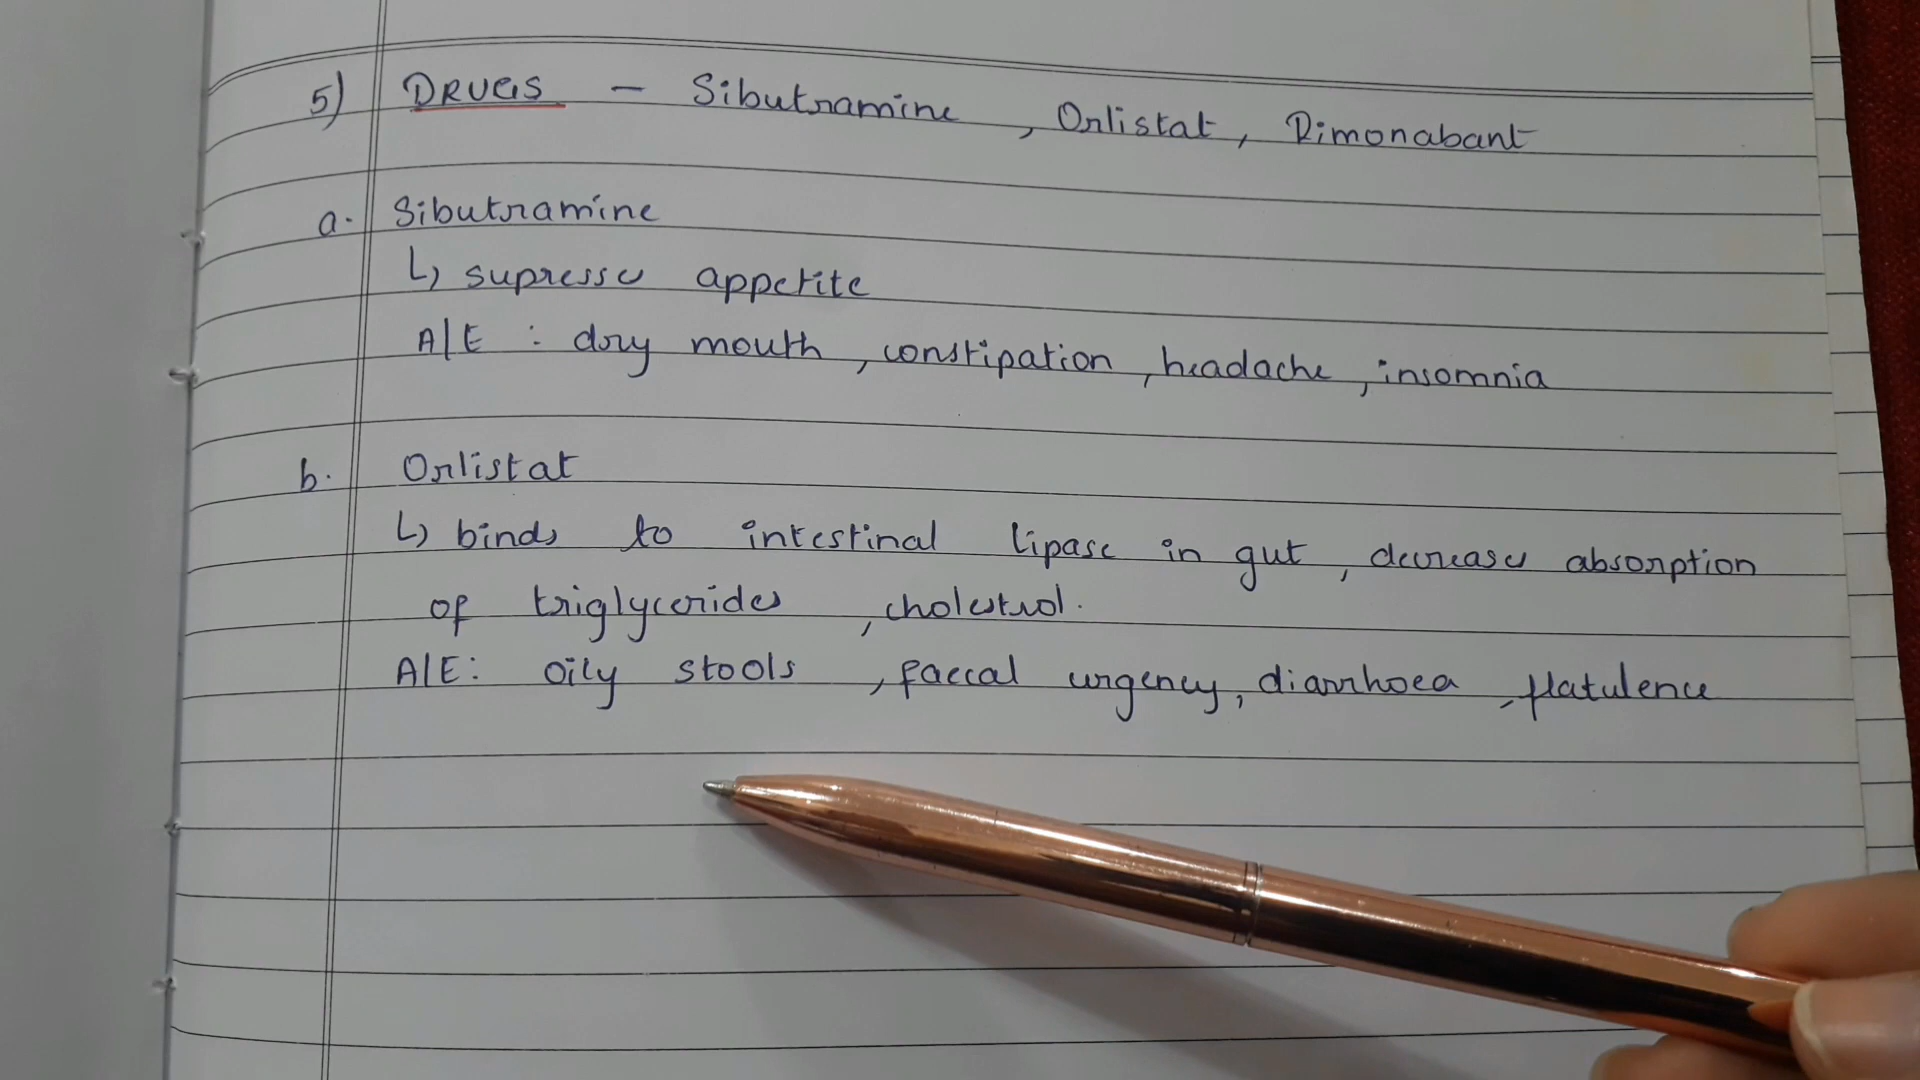 5) DRUGS - Sibutramine , Orlistat , Rimonabant
a. Sibutramine
↳ supresses appetite
A/E : dry mouth , constipation , headache , insomnia
b. Orlistat
↳ binds to intestinal lipase in gut , decreases absorption
of triglycerides , cholestrol.
A/E: oily stools , faecal urgency, diarrhoea , flatulence